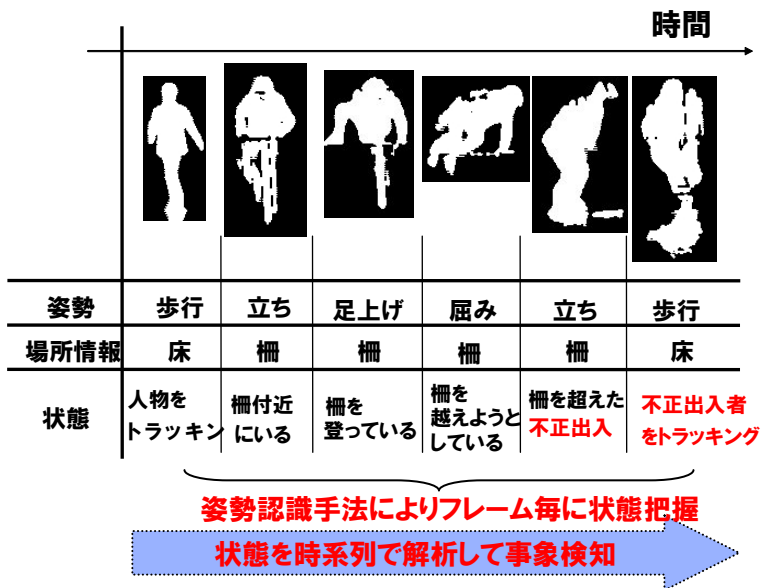 時間
姿勢 歩行 立ち 足上げ 屈み 立ち 歩行
場所情報 床 柵 柵 柵 柵 床
状態
人物を
トラッキン
柵付近
にいる
柵を
登っている
柵を
越えようと
している
柵を超えた
不正出入
不正出入者
をトラッキング
姿勢認識手法によりフレーム毎に状態把握
状態を時系列で解析して事象検知